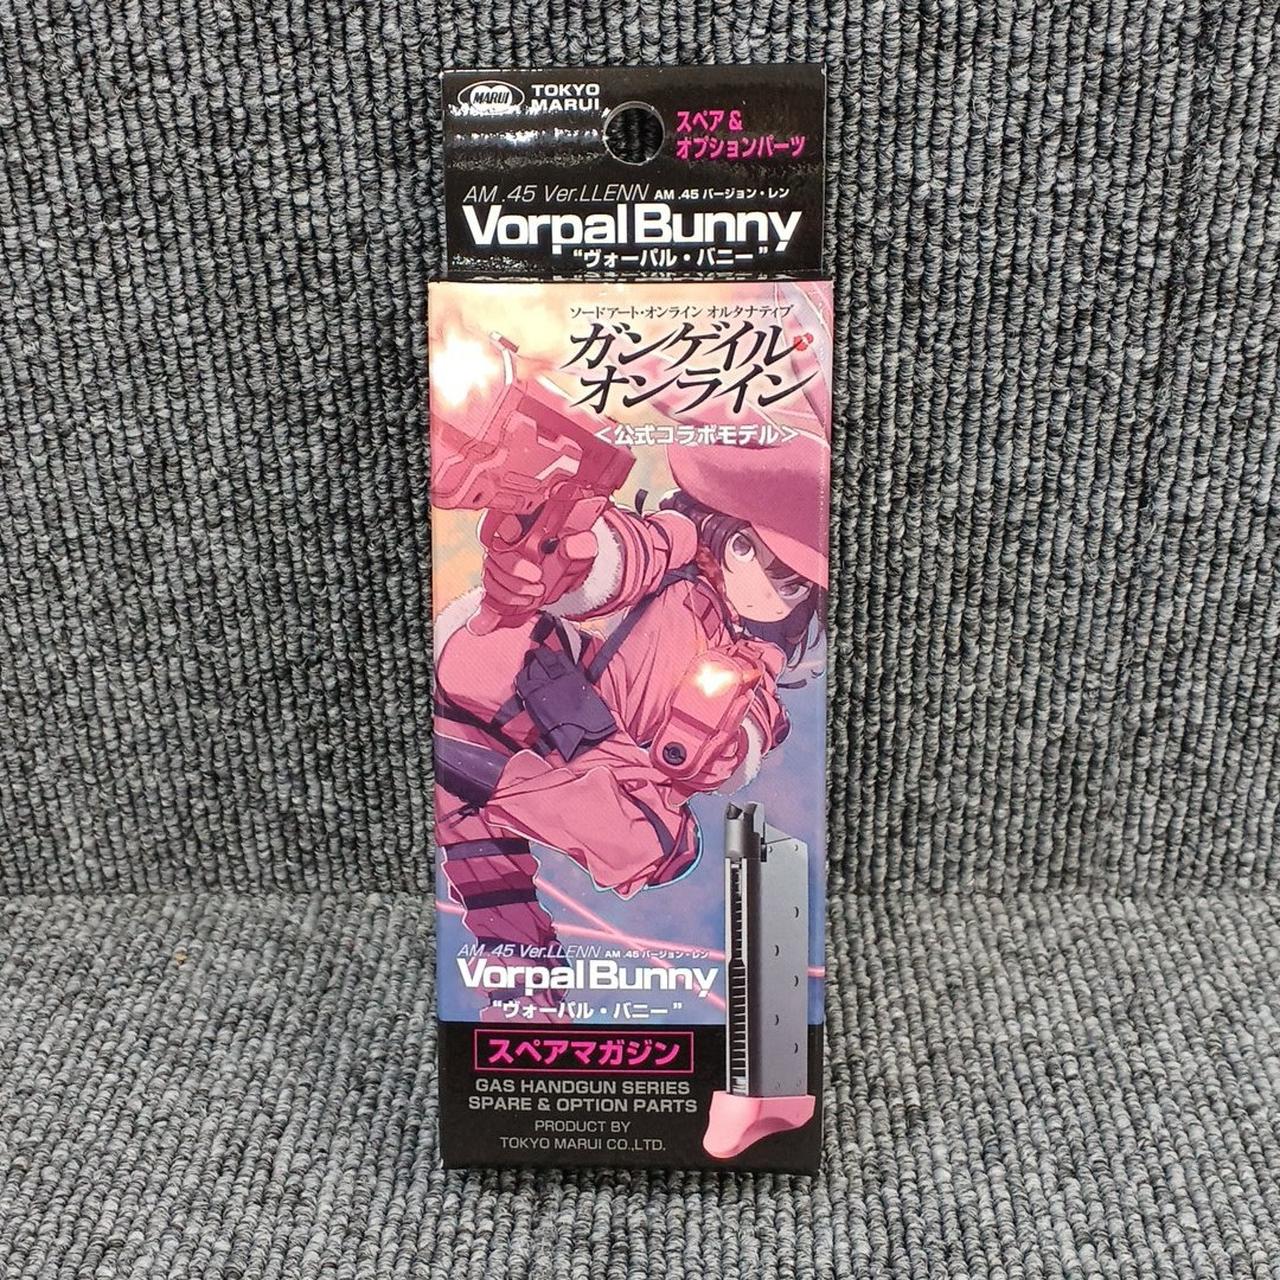 MARUI
TOKYO
MARUI
スペア &
オプションパーツ
AM .45 Ver.LLENN AM .45 バージョン・レン
Vorpal Bunny
“ヴォーパル・バニー”
ソードアート・オンライン オルタナティブ
ガンゲイル・
オンライン
<公式コラボモデル>
AM .45 Ver.LLENN AM .45 バージョン・レン
Vorpal Bunny
“ヴォーパル・バニー”
スペアマガジン
GAS HANDGUN SERIES
SPARE & OPTION PARTS
PRODUCT BY
TOKYO MARUI CO.,LTD.